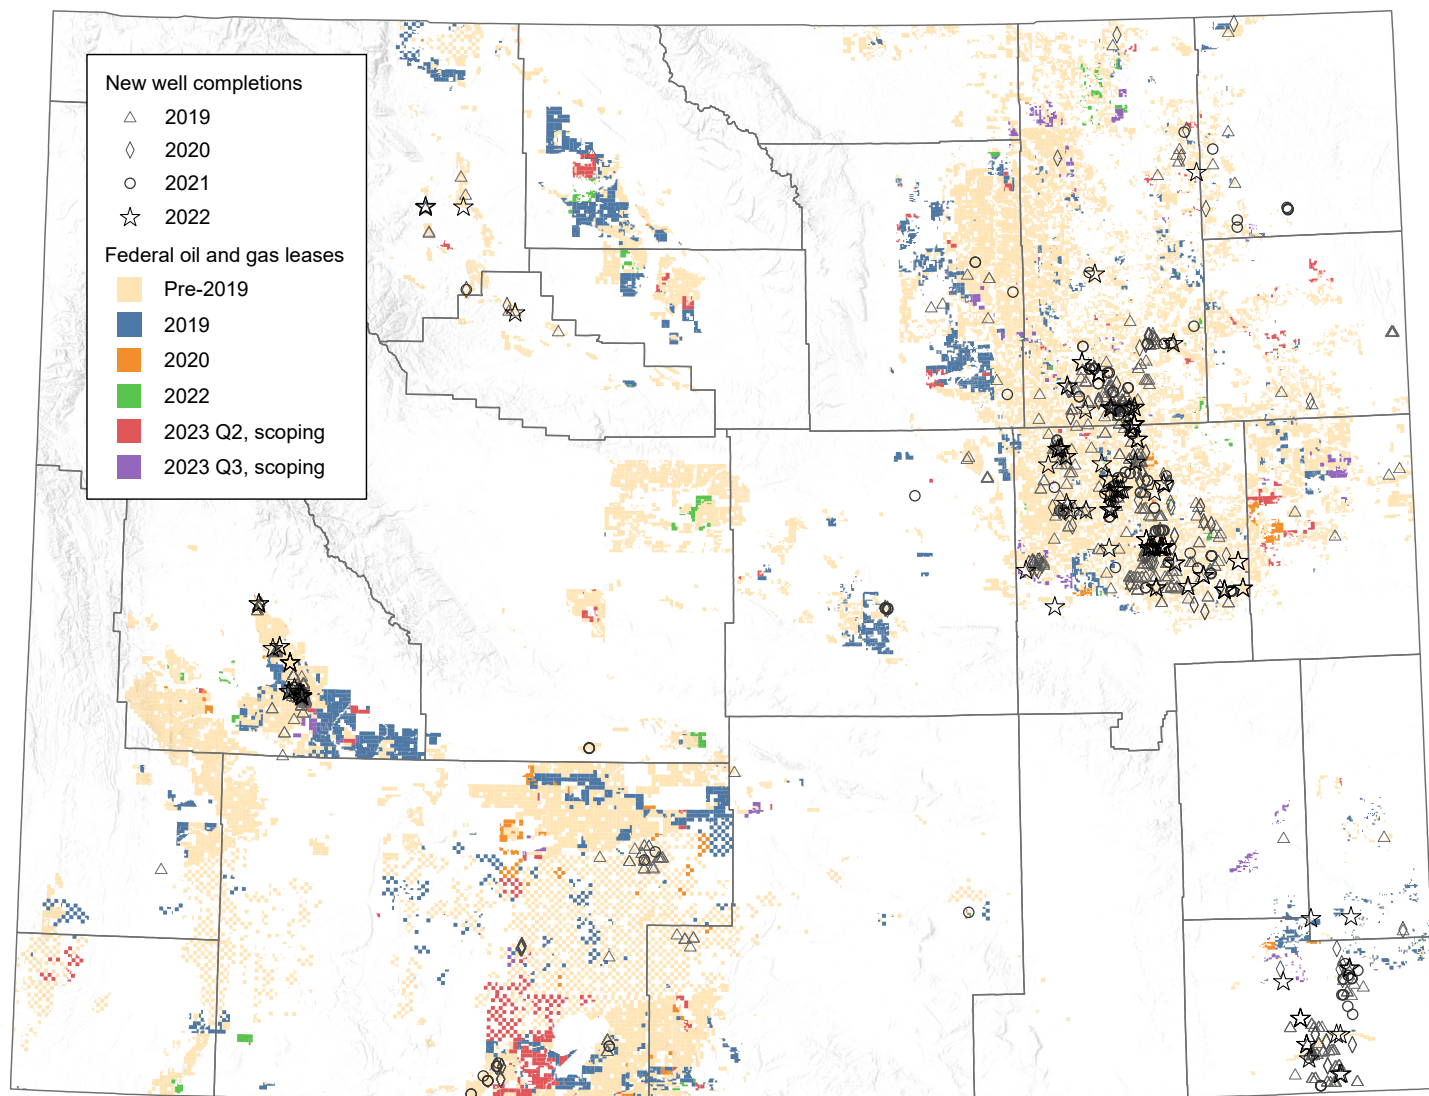 New well completions
2019
2020
2021
2022
Federal oil and gas leases
Pre-2019
2019
2020
2022
2023 Q2, scoping
2023 Q3, scoping